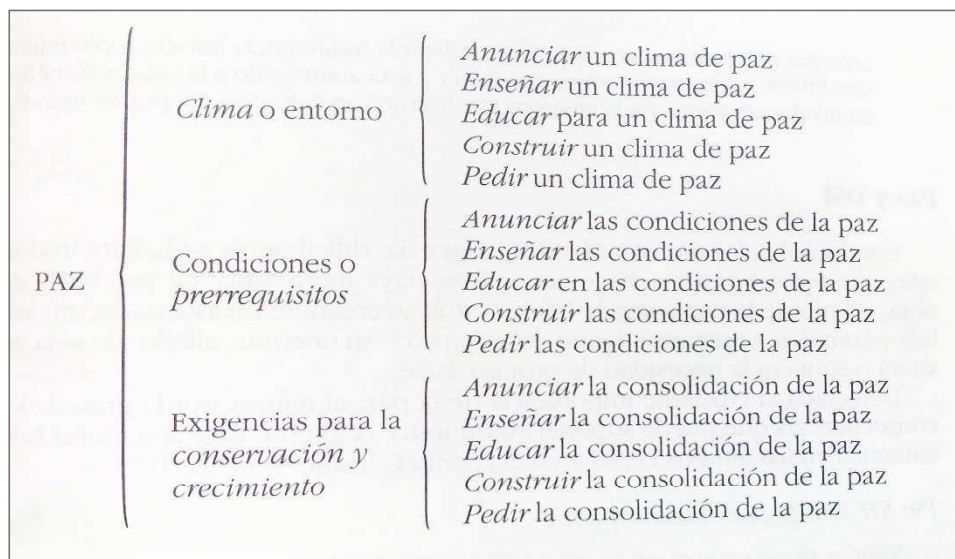 PAZ
Clima o entorno
Anunciar un clima de paz
Enseñar un clima de paz
Educar para un clima de paz
Construir un clima de paz
Pedir un clima de paz
Condiciones o
prerrequisitos
Anunciar las condiciones de la paz
Enseñar las condiciones de la paz
Educar en las condiciones de la paz
Construir las condiciones de la paz
Pedir las condiciones de la paz
Exigencias para la
conservación y
crecimiento
Anunciar la consolidación de la paz
Enseñar la consolidación de la paz
Educar la consolidación de la paz
Construir la consolidación de la paz
Pedir la consolidación de la paz